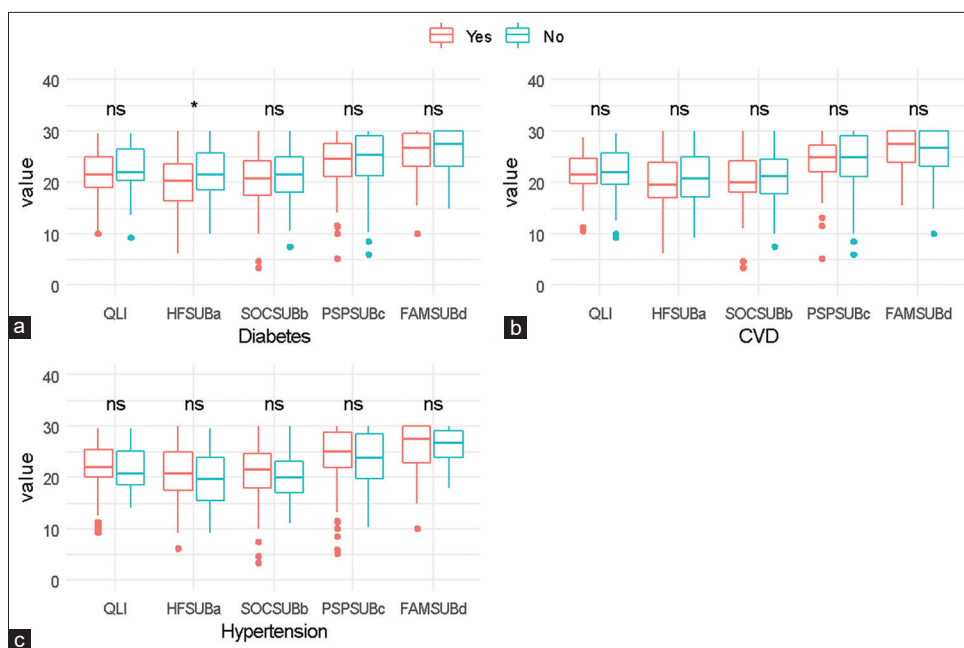 Yes No
40
30
20
10
0
value
ns * ns ns ns
QLI HFSUBa SOCSUBb PSPSUBc FAMSUBd
Diabetes
a
40
30
20
10
0
value
ns ns ns ns ns
QLI HFSUBa SOCSUBb PSPSUBc FAMSUBd
CVD
b
40
30
20
10
0
value
ns ns ns ns ns
QLI HFSUBa SOCSUBb PSPSUBc FAMSUBd
Hypertension
c